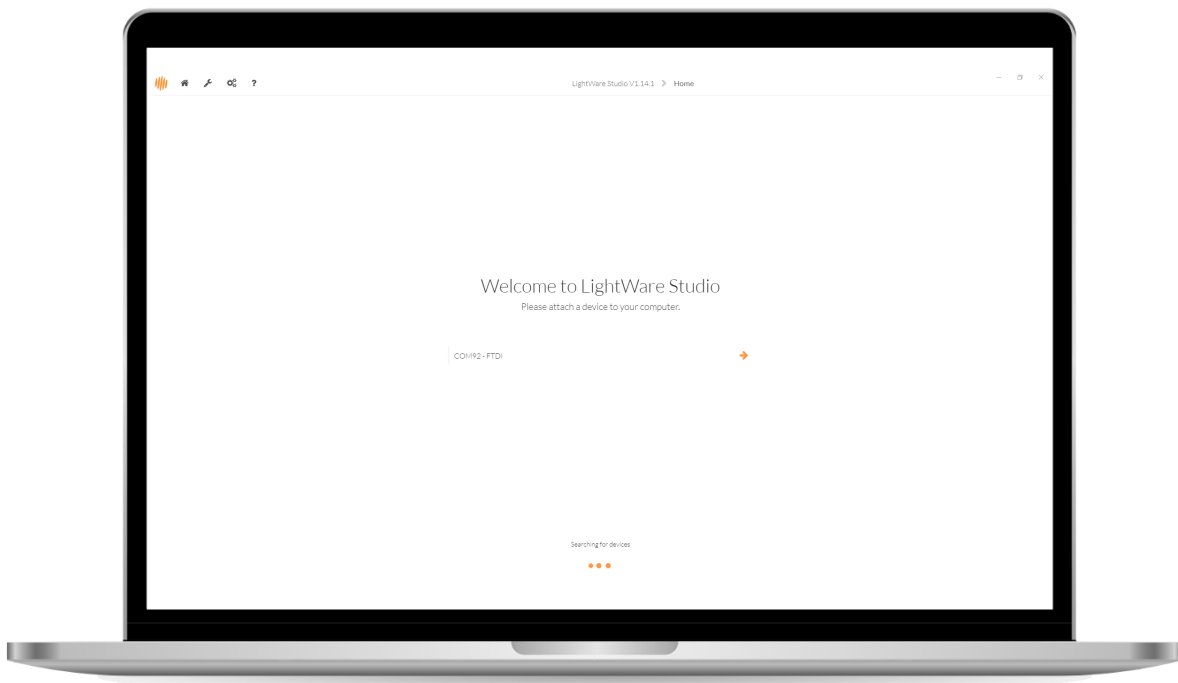 ?
LightWare Studio V1.14.1 > Home
Welcome to LightWare Studio
Please attach a device to your computer.
COM92 - FTDI
Searching for devices